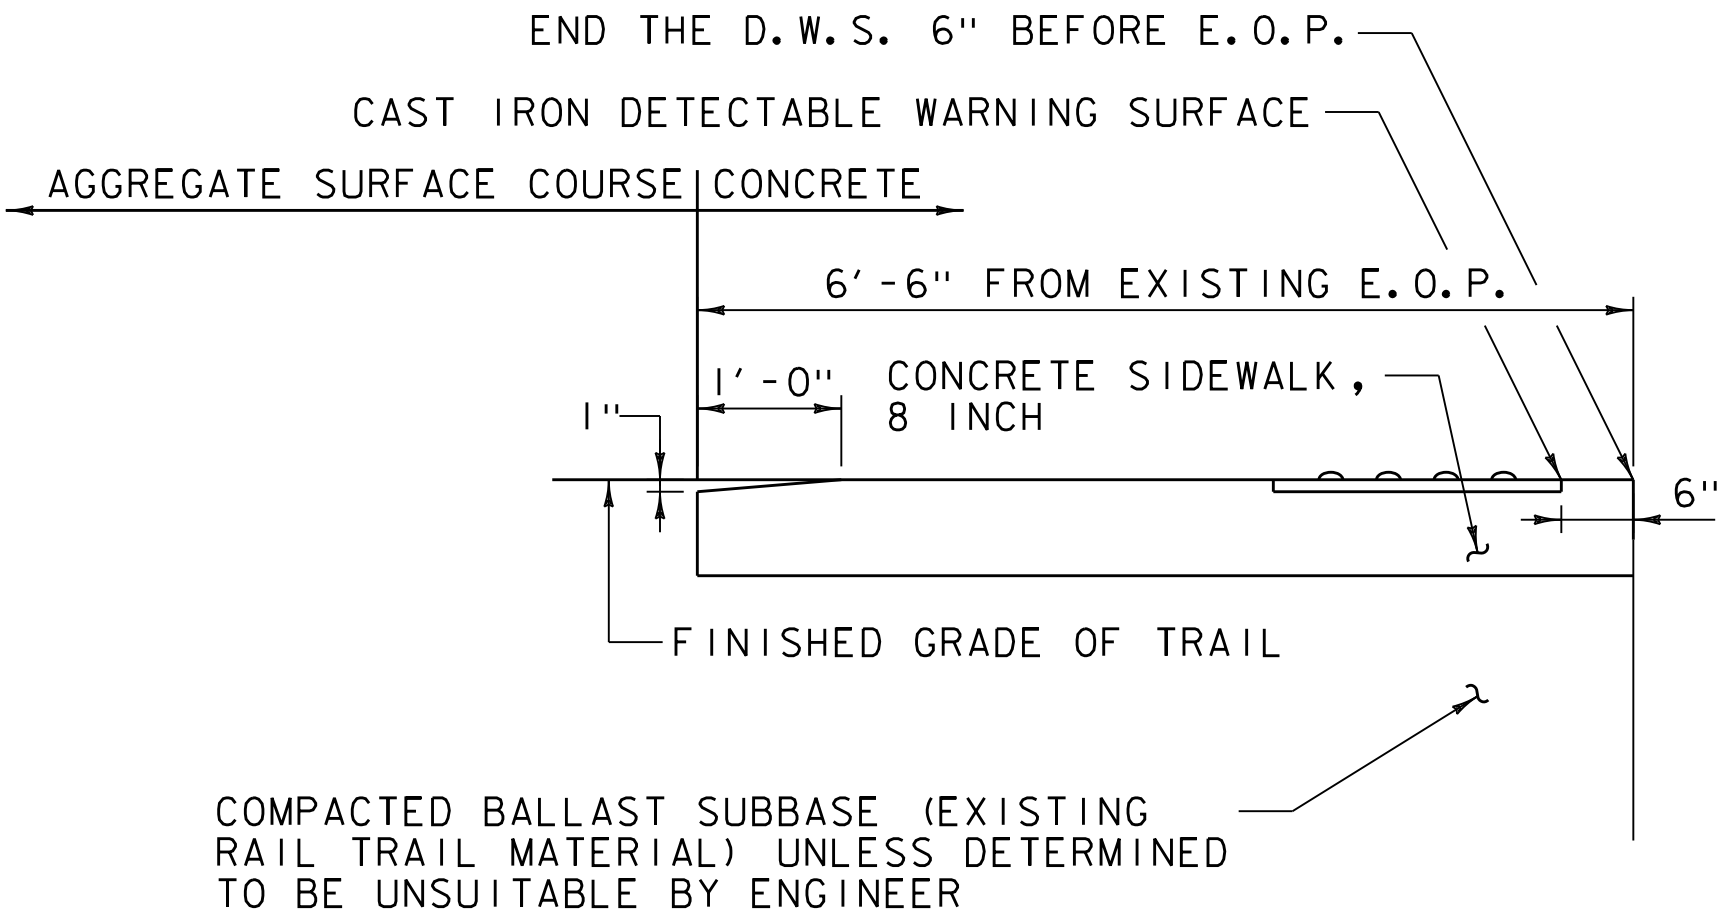 END THE D.W.S. 6" BEFORE E.O.P.
CAST IRON DETECTABLE WARNING SURFACE
AGGREGATE SURFACE COURSE
CONCRETE
6'-6" FROM EXISTING E.O.P.
1'-0"
CONCRETE SIDEWALK,
8 INCH
1"
6"
FINISHED GRADE OF TRAIL
COMPACTED BALLAST SUBBASE (EXISTING
RAIL TRAIL MATERIAL) UNLESS DETERMINED
TO BE UNSUITABLE BY ENGINEER